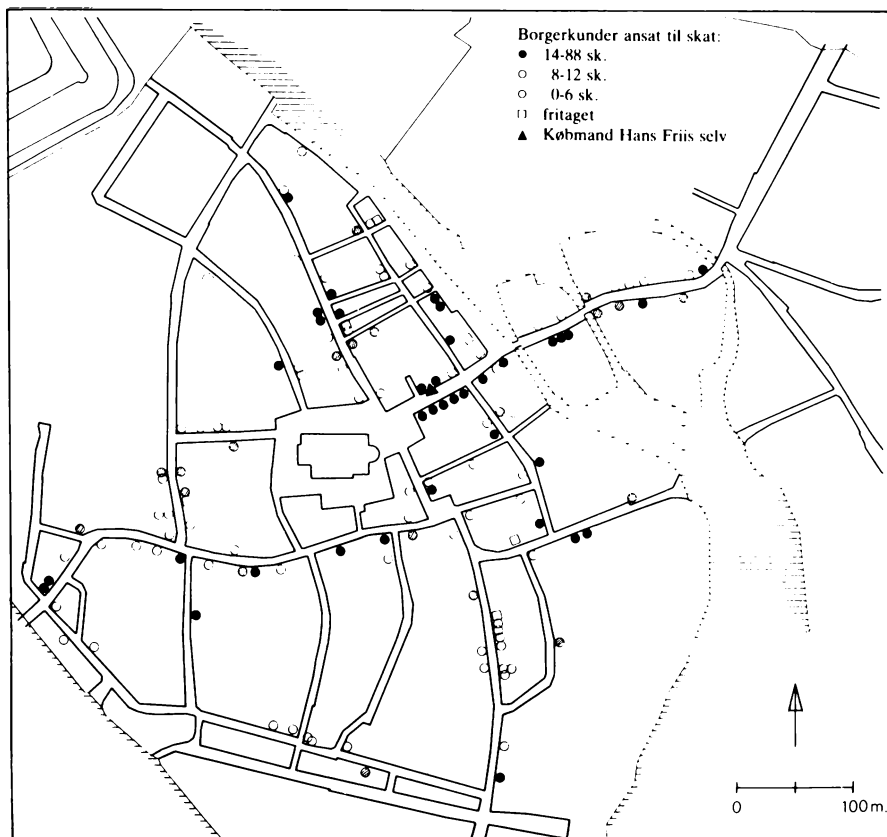 Borgerkunder ansat til skat:
14-88 sk.
8-12 sk.
0-6 sk.
fritaget
Købmand Hans Friis selv
0 100 m.